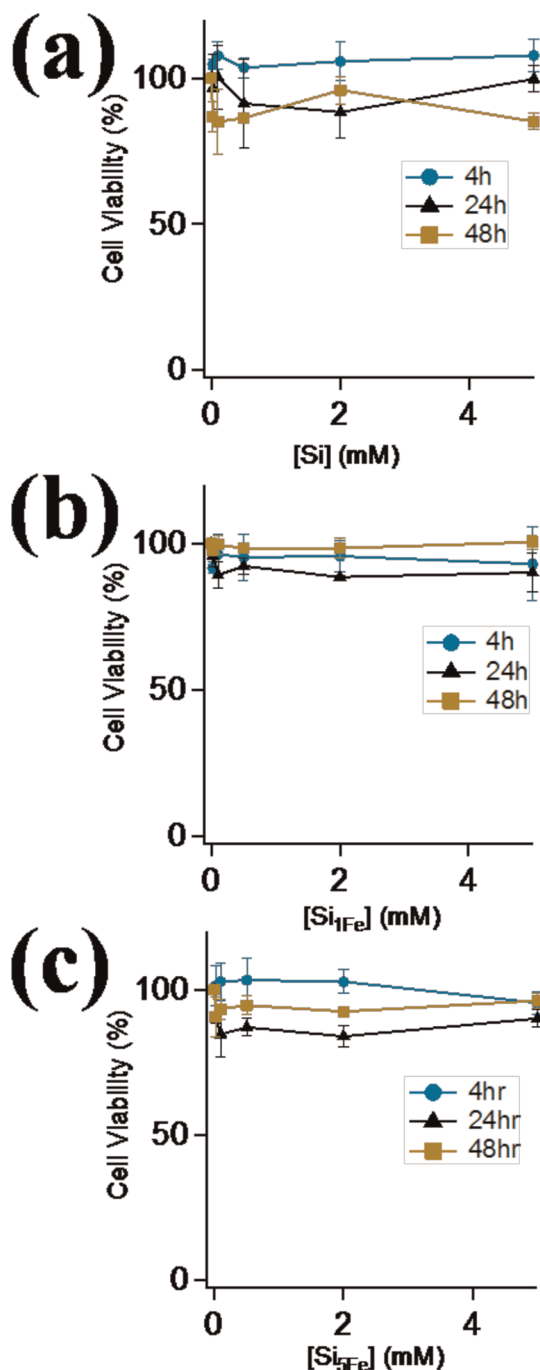 (a)
Cell Viability (%)
100
50
0
4h
24h
48h
0 2 4
[Si] (mM)
(b)
Cell Viability (%)
100
50
0
4h
24h
48h
0 2 4
[Si1Fe] (mM)
(c)
Cell Viability (%)
100
50
0
4hr
24hr
48hr
0 2 4
[Si5Fe] (mM)